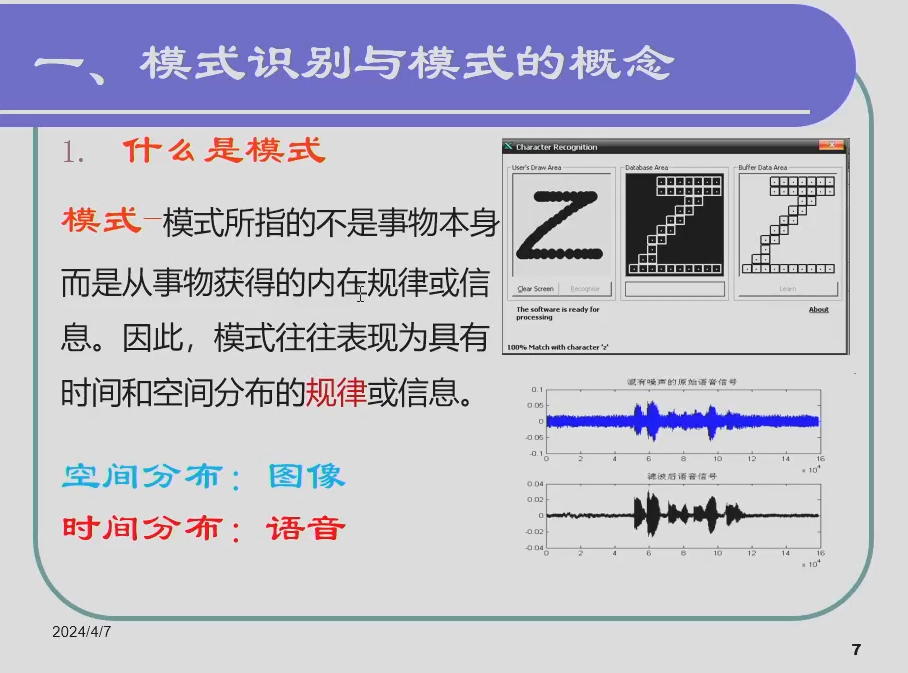 一、模式识别与模式的概念
1. 什么是模式
模式—模式所指的不是事物本身
而是从事物获得的内在规律或信
息。因此，模式往往表现为具有
时间和空间分布的规律或信息。
空间分布：图像
时间分布：语音
Character Recognition
User's Draw Area
Database Area
Buffer Data Area
Clear Screen
Recognise
Learn
The software is ready for
processing
About
100% Match with character 'z'
混有噪声的原始语音信号
0.1
0.05
0
-0.05
-0.1
0 2 4 6 8 10 12 14 16
× 10⁴
滤波后语音信号
0.04
0.02
0
-0.02
-0.04
0 2 4 6 8 10 12 14 16
× 10⁴
2024/4/7
7